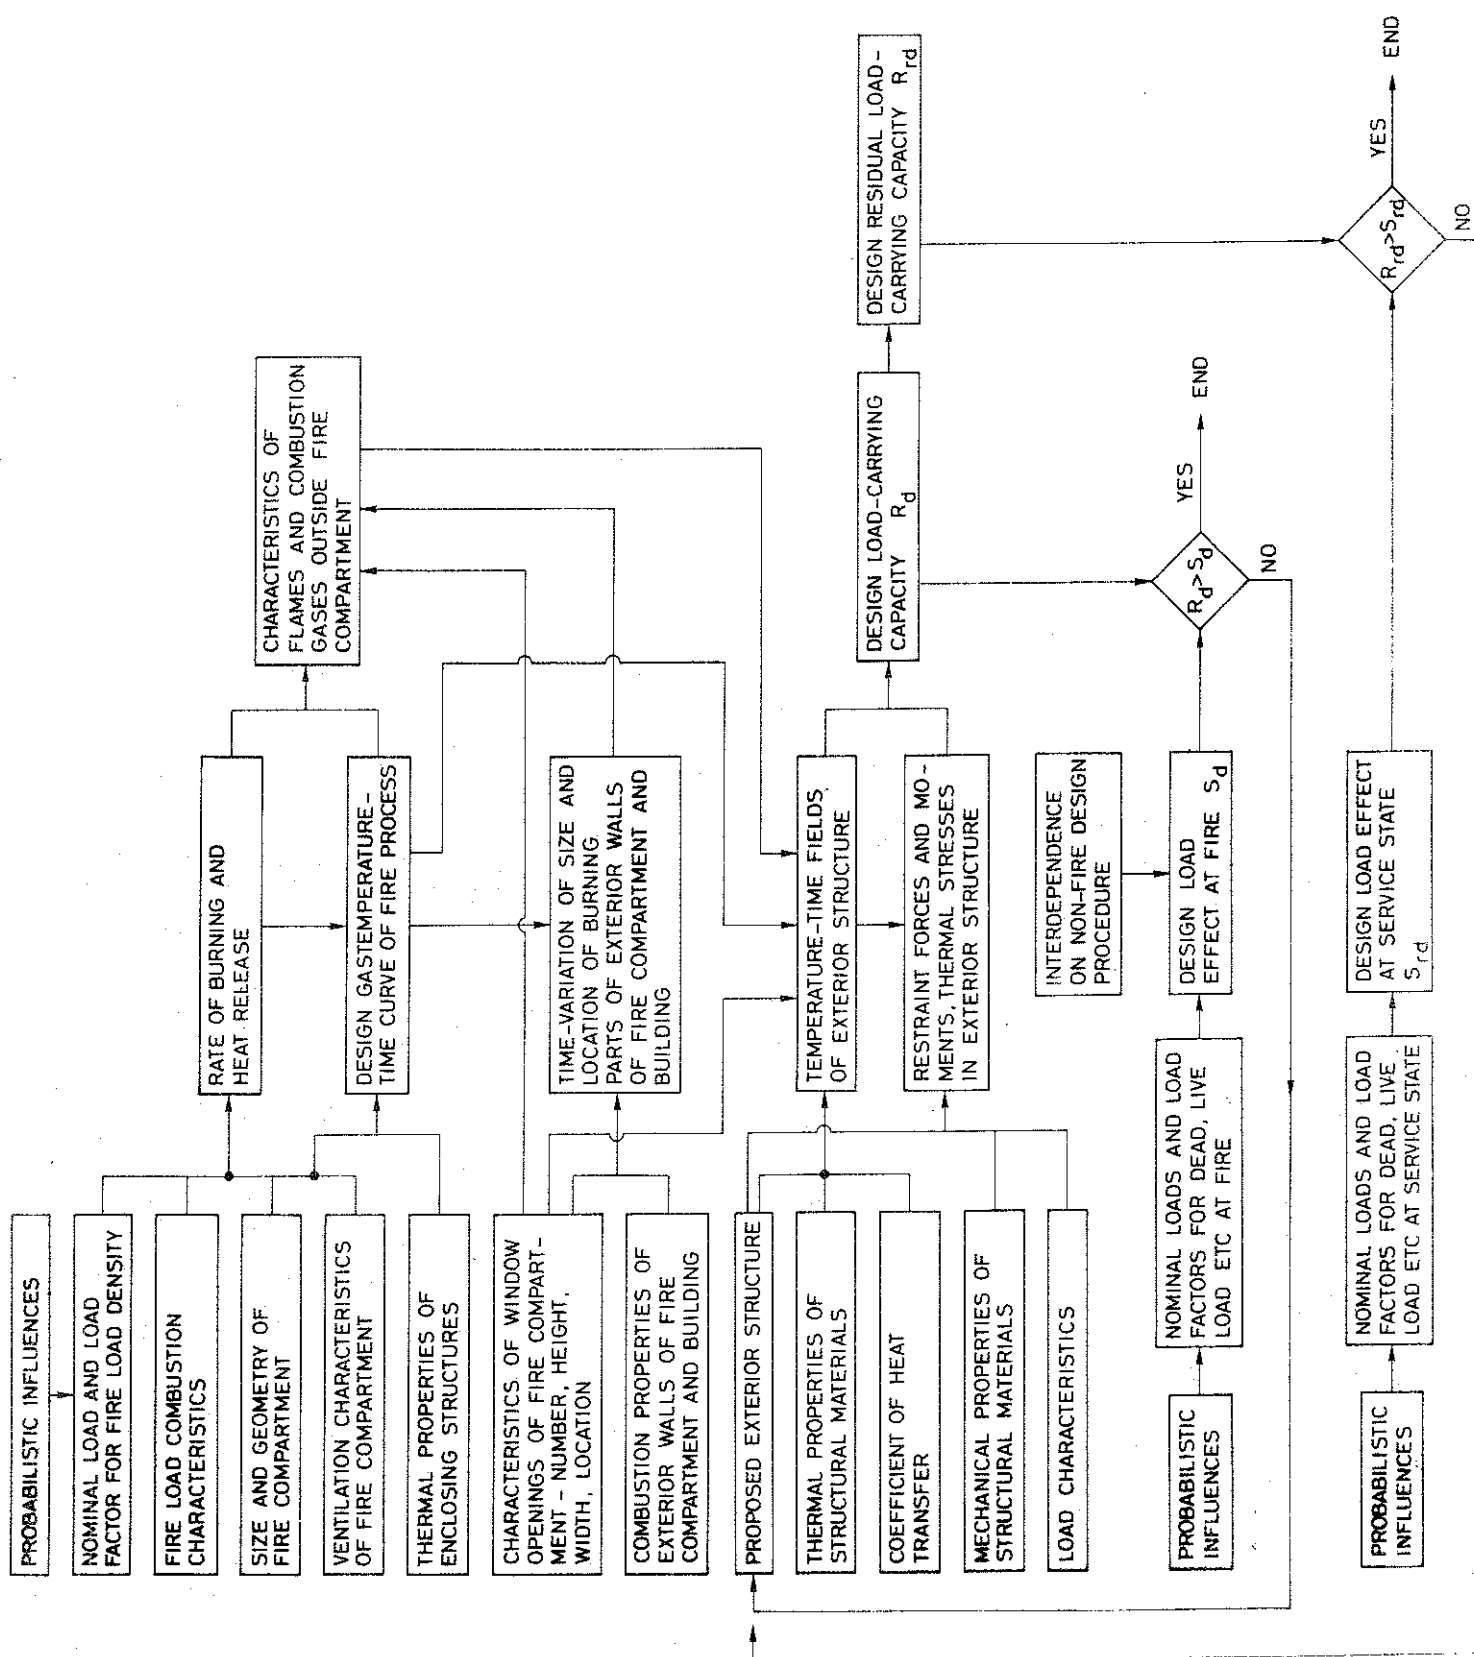 PROBABILISTIC INFLUENCES
NOMINAL LOAD AND LOAD
FACTOR FOR FIRE LOAD DENSITY
FIRE LOAD COMBUSTION
CHARACTERISTICS
SIZE AND GEOMETRY OF
FIRE COMPARTMENT
VENTILATION CHARACTERISTICS
OF FIRE COMPARTMENT
THERMAL PROPERTIES OF
ENCLOSING STRUCTURES
CHARACTERISTICS OF WINDOW
OPENINGS OF FIRE COMPART-
MENT - NUMBER, HEIGHT,
WIDTH, LOCATION
COMBUSTION PROPERTIES OF
EXTERIOR WALLS OF FIRE
COMPARTMENT AND BUILDING
PROPOSED EXTERIOR STRUCTURE
THERMAL PROPERTIES OF
STRUCTURAL MATERIALS
COEFFICIENT OF HEAT
TRANSFER
MECHANICAL PROPERTIES OF
STRUCTURAL MATERIALS
LOAD CHARACTERISTICS
PROBABILISTIC
INFLUENCES
PROBABILISTIC
INFLUENCES
RATE OF BURNING AND
HEAT RELEASE
DESIGN GASTEMPERATURE-
TIME CURVE OF FIRE PROCESS
TIME-VARIATION OF SIZE AND
LOCATION OF BURNING
PARTS OF EXTERIOR WALLS
OF FIRE COMPARTMENT AND
BUILDING
TEMPERATURE-TIME FIELDS
OF EXTERIOR STRUCTURE
RESTRAINT FORCES AND MO-
MENTS, THERMAL STRESSES
IN EXTERIOR STRUCTURE
INTERDEPENDENCE
ON NON-FIRE DESIGN
PROCEDURE
NOMINAL LOADS AND LOAD
FACTORS FOR DEAD, LIVE
LOAD ETC AT FIRE
DESIGN LOAD
EFFECT AT FIRE Sd
NOMINAL LOADS AND LOAD
FACTORS FOR DEAD, LIVE
LOAD ETC AT SERVICE STATE
DESIGN LOAD EFFECT
AT SERVICE STATE
Srd
CHARACTERISTICS OF
FLAMES AND COMBUSTION
GASES OUTSIDE FIRE
COMPARTMENT
DESIGN LOAD-CARRYING
CAPACITY Rd
Rd>Sd
YES
END
NO
DESIGN RESIDUAL LOAD-
CARRYING CAPACITY Rrd
Rrd>Srd
YES
END
NO